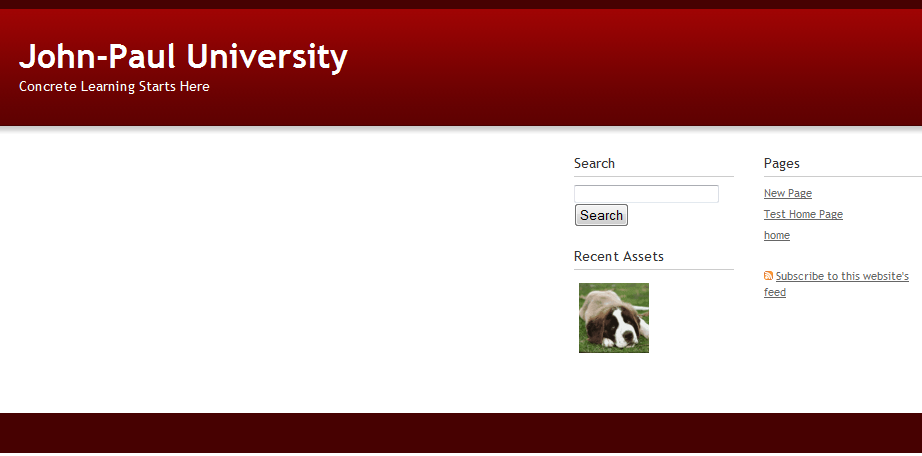 John-Paul University
Concrete Learning Starts Here
Search
Search
Recent Assets
Pages
New Page
Test Home Page
home
Subscribe to this website's
feed